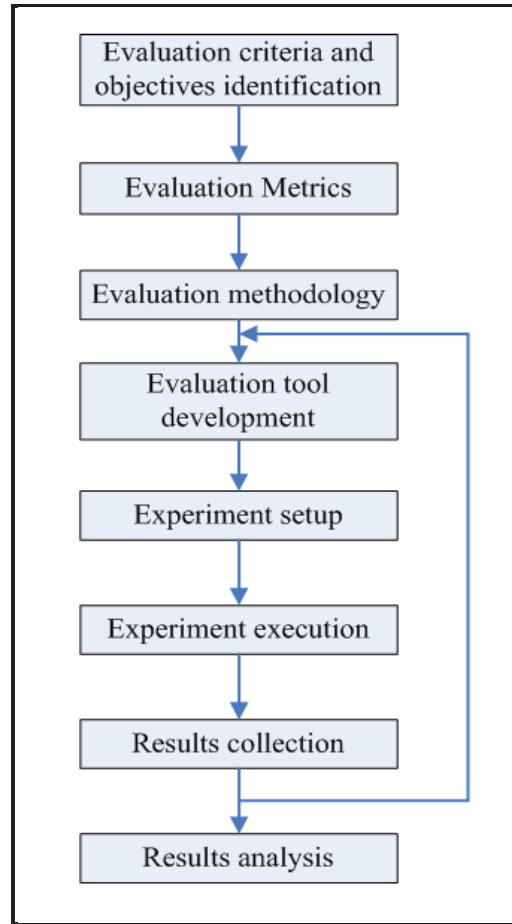 Evaluation criteria and
objectives identification
Evaluation Metrics
Evaluation methodology
Evaluation tool
development
Experiment setup
Experiment execution
Results collection
Results analysis